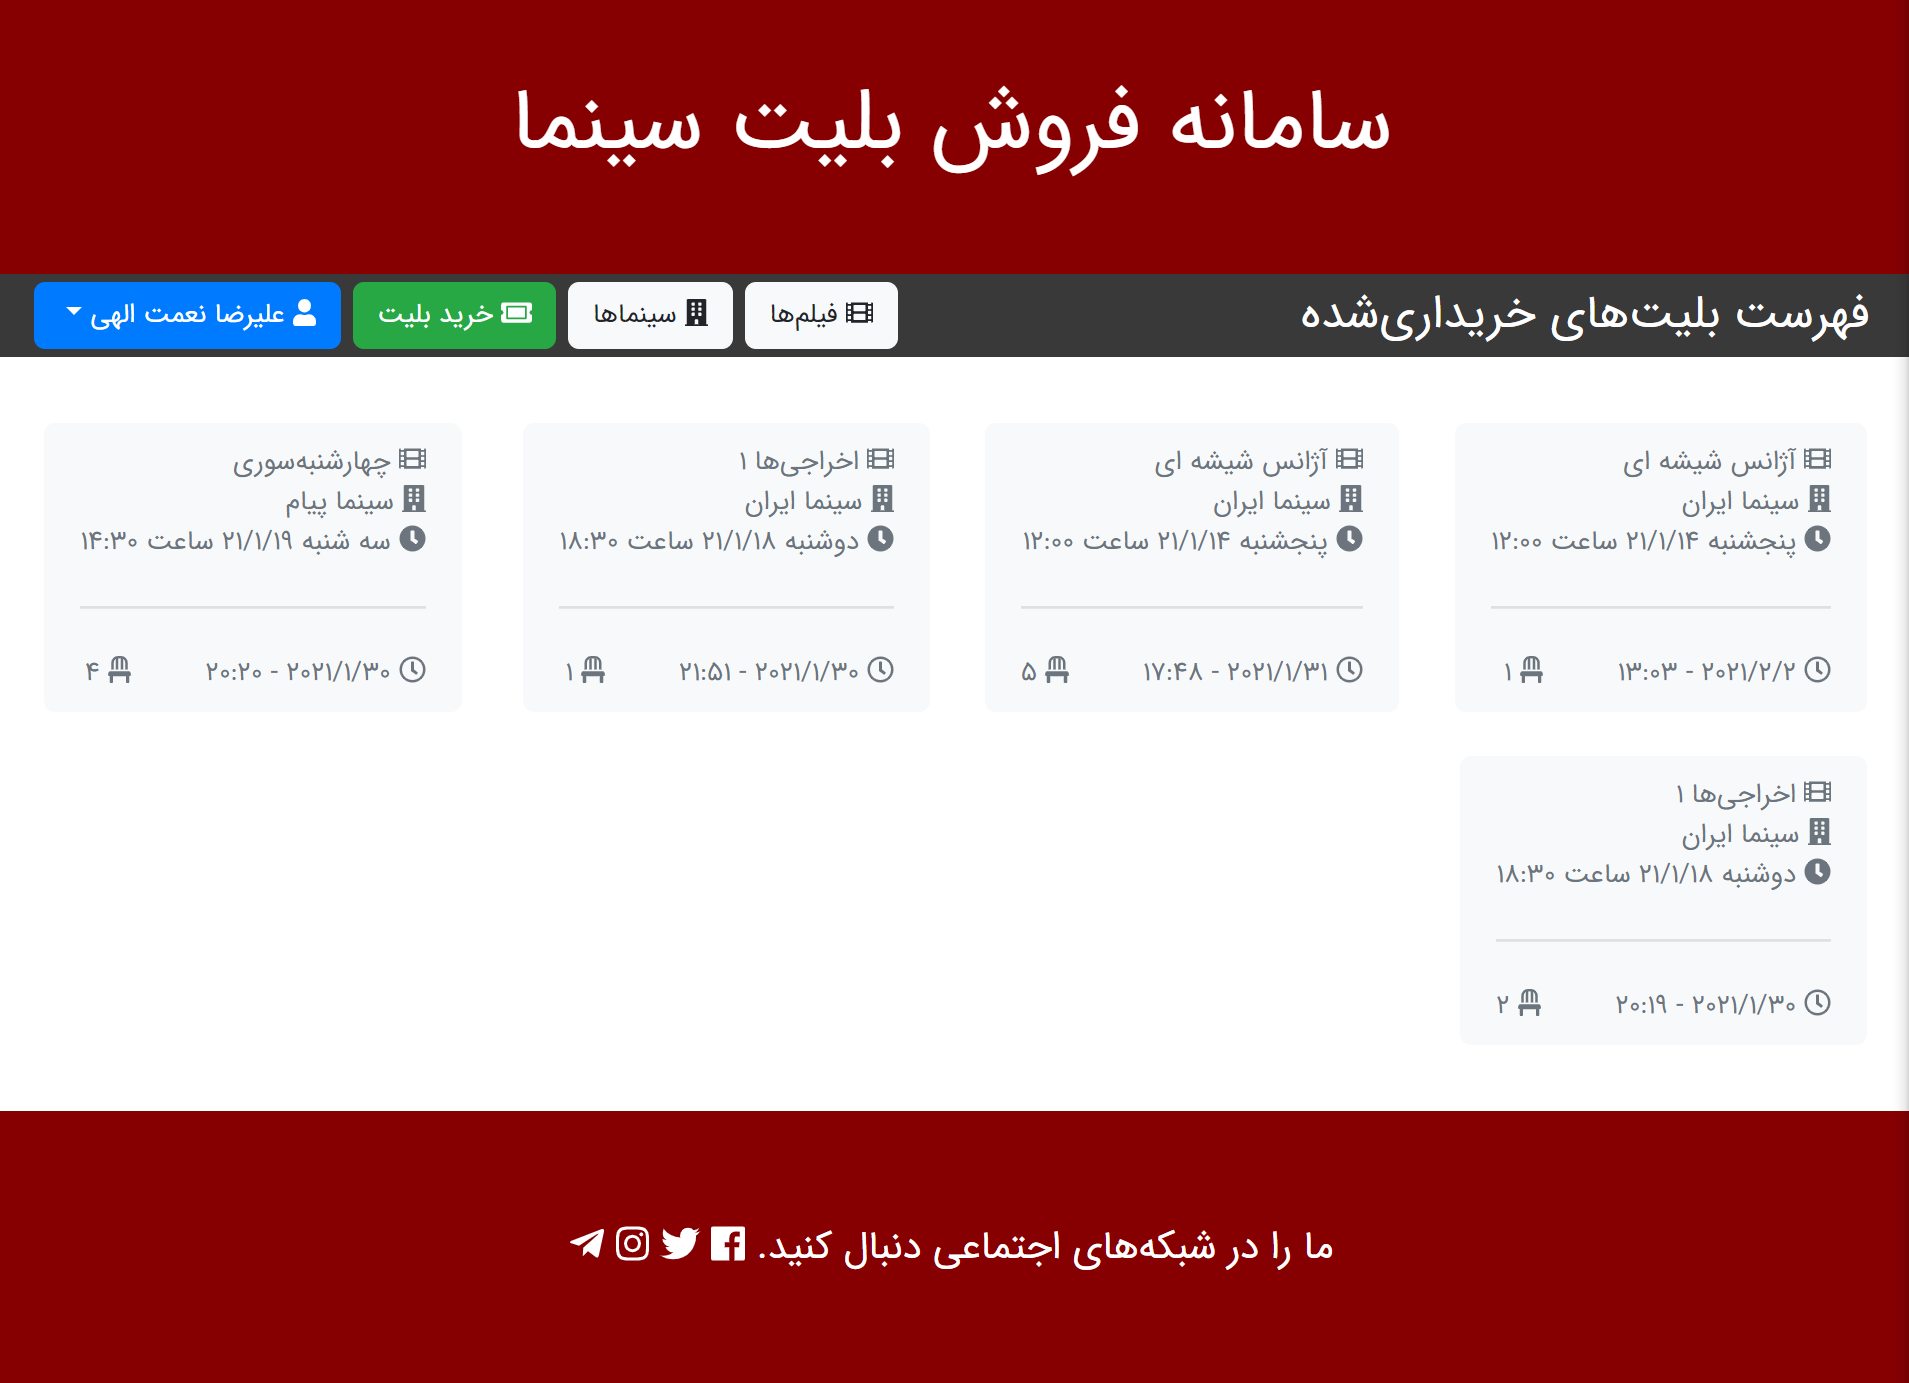 سامانه فروش بلیت سینما
فهرست بلیت‌های خریداری‌شده
فیلم‌ها
سینماها
خرید بلیت
علیرضا نعمت الهی
آژانس شیشه ای
سینما ایران
پنجشنبه ۲۱/۱/۱۴ ساعت ۱۲:۰۰
۲۰۲۱/۲/۲ - ۱۳:۰۳
۱
آژانس شیشه ای
سینما ایران
پنجشنبه ۲۱/۱/۱۴ ساعت ۱۲:۰۰
۲۰۲۱/۱/۳۱ - ۱۷:۴۸
۵
اخراجی‌ها ۱
سینما ایران
دوشنبه ۲۱/۱/۱۸ ساعت ۱۸:۳۰
۲۰۲۱/۱/۳۰ - ۲۱:۵۱
۱
چهارشنبه‌سوری
سینما پیام
سه شنبه ۲۱/۱/۱۹ ساعت ۱۴:۳۰
۲۰۲۱/۱/۳۰ - ۲۰:۲۰
۴
اخراجی‌ها ۱
سینما ایران
دوشنبه ۲۱/۱/۱۸ ساعت ۱۸:۳۰
۲۰۲۱/۱/۳۰ - ۲۰:۱۹
۲
ما را در شبکه‌های اجتماعی دنبال کنید.